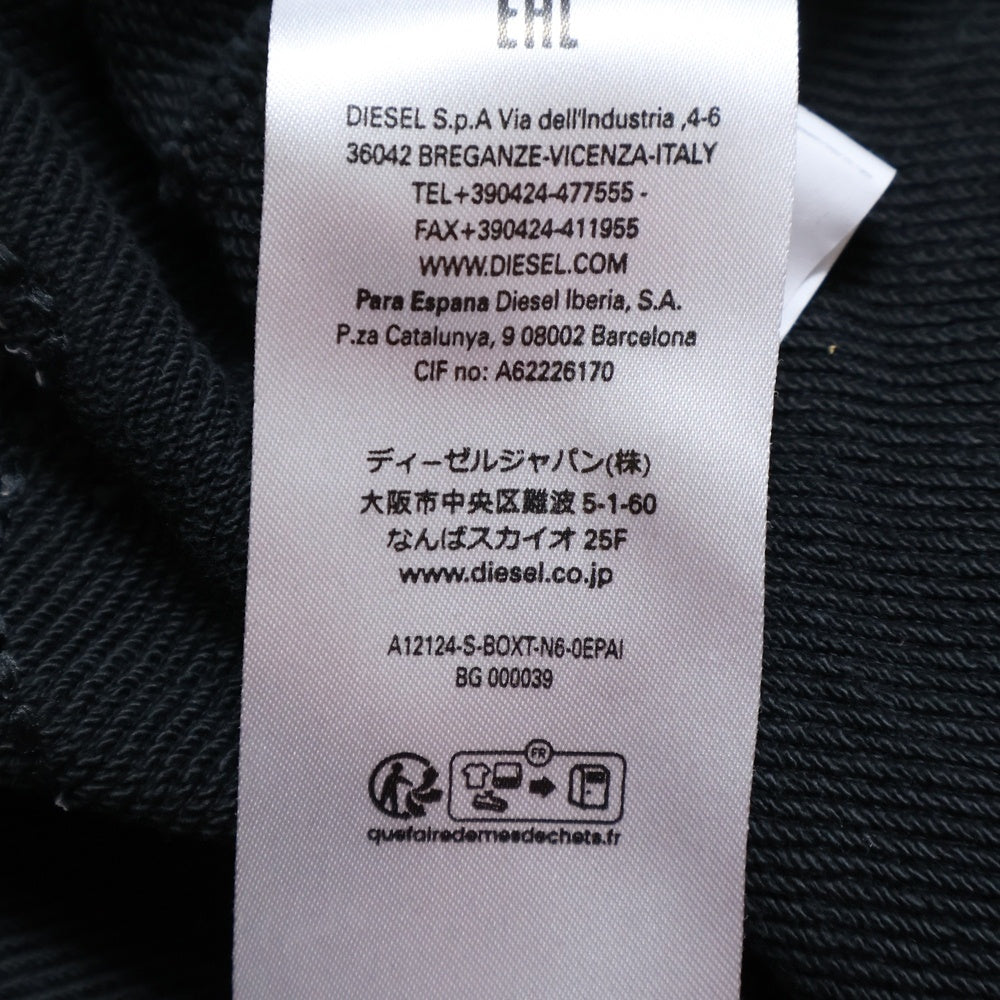 EAC
DIESEL S.p.A Via dell'Industria ,4-6
36042 BREGANZE-VICENZA-ITALY
TEL+390424-477555 -
FAX+390424-411955
WWW.DIESEL.COM
Para Espana Diesel Iberia, S.A.
P.za Catalunya, 9 08002 Barcelona
CIF no: A62226170
ディーゼルジャパン(株)
大阪市中央区難波 5-1-60
なんばスカイオ 25F
www.diesel.co.jp
A12124-S-BOXT-N6-0EPAI
BG 000039
FR
quefairedemesdechets.fr